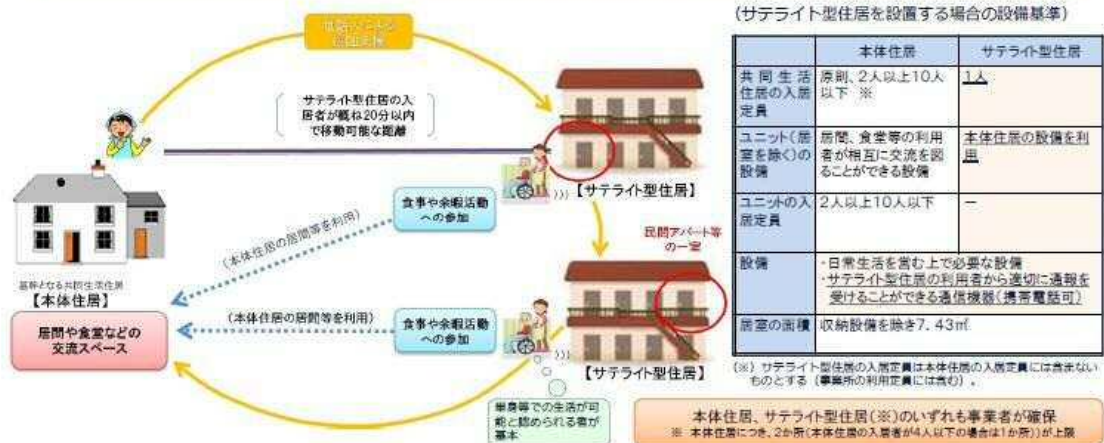 巡回支援
サテライト型住居の入
居者が概ね20分以内
で移動可能な距離
【サテライト型住居】
食事や余暇活動
への参加
(本体住居の居間等を利用)
基幹となる共同生活住居
【本体住居】
居間や食堂などの
交流スペース
民間アパート等
の一室
(本体住居の居間等を利用)
食事や余暇活動
への参加
【サテライト型住居】
単身等での生活が可
能と認められる者が
基本
(サテライト型住居を設置する場合の設備基準)
本体住居 サテライト型住居
共同生活 原則、2人以上10人 1人
住居の入居 以下 ※
定員
ユニット(居 居間、食堂等の利用 本体住居の設備を利
室を除く)の 者が相互に交流を図 用
設備 ることができる設備
ユニットの入 2人以上10人以下 −
居定員
設備 ・日常生活を営む上で必要な設備
・サテライト型住居の利用者から適切に通報を
受けることができる通信機器(携帯電話可)
居室の面積 収納設備を除き7.43㎡
(※) サテライト型住居の入居定員は本体住居の入居定員には含まない
ものとする(事業所の利用定員には含む)。
本体住居、サテライト型住居(※)のいずれも事業者が確保
※ 本体住居につき、2か所(本体住居の入居者が4人以下の場合は1か所))が上限